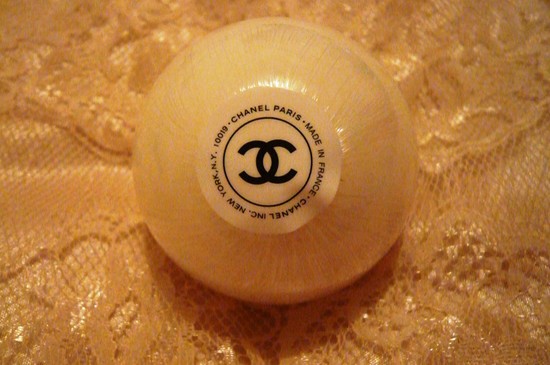 CHANEL PARIS · MADE IN FRANCE · CHANEL INC. NEW YORK, N.Y. 10019 ·